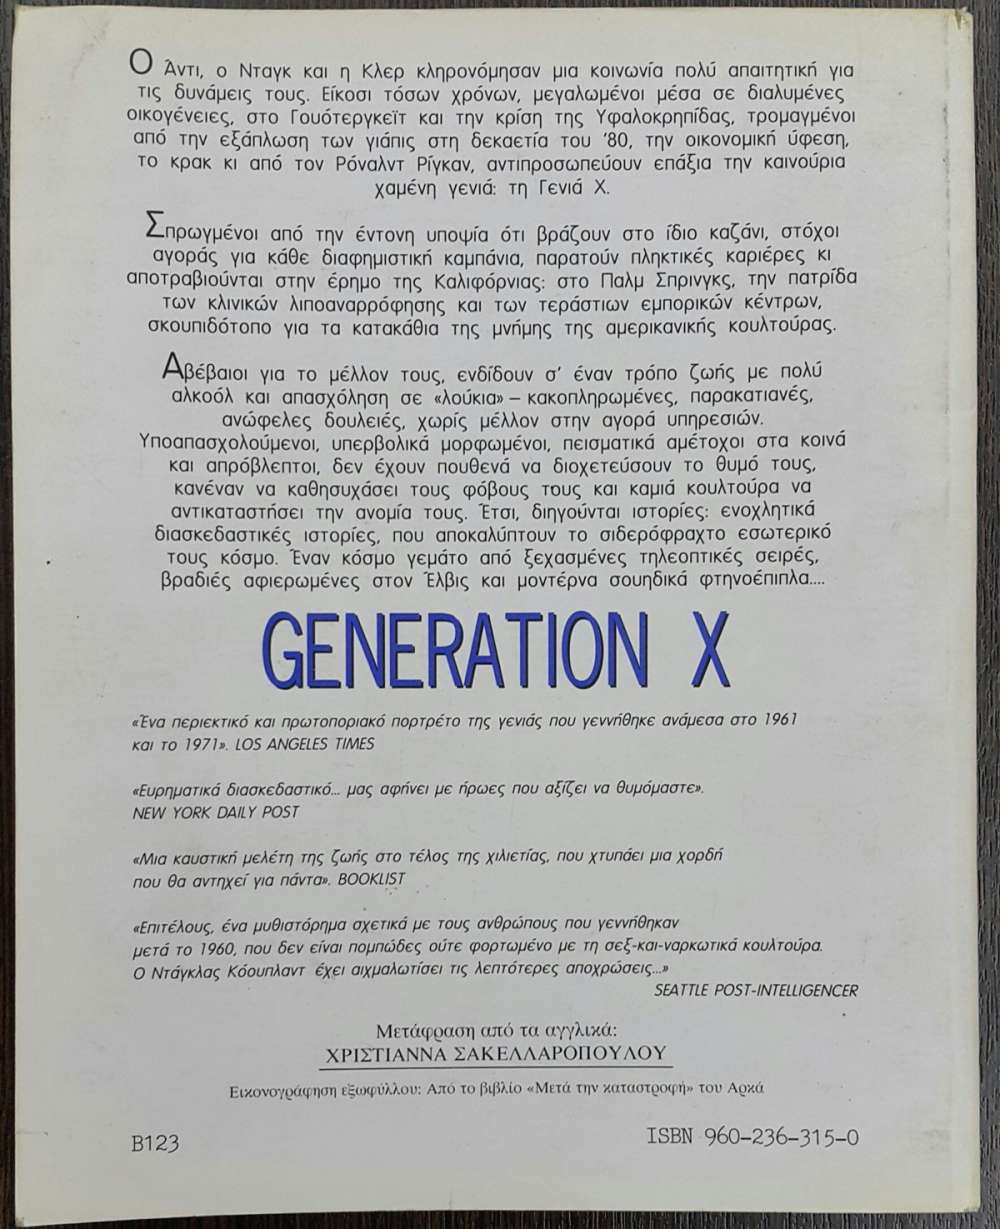 Ο Άντι, ο Νταγκ και η Κλερ κληρονόμησαν μια κοινωνία πολύ απαιτητική για
τις δυνάμεις τους. Είκοσι τόσων χρόνων, μεγαλωμένοι μέσα σε διαλυμένες
οικογένειες, στο Γουότεργκεϊτ και την κρίση της Υφαλοκρηπίδας, τρομαγμένοι
από την εξάπλωση των γιάπις στη δεκαετία του '80, την οικονομική ύφεση,
το κρακ κι από τον Ρόναλντ Ρίγκαν, αντιπροσωπεύουν επάξια την καινούρια
χαμένη γενιά: τη Γενιά Χ.
Σπρωγμένοι από την έντονη υποψία ότι βράζουν στο ίδιο καζάνι, στόχοι
αγοράς για κάθε διαφημιστική καμπάνια, παρατούν πληκτικές καριέρες κι
αποτραβιούνται στην έρημο της Καλιφόρνιας: στο Παλμ Σπρινγκς, την πατρίδα
των κλινικών λιποαναρρόφησης και των τεράστιων εμπορικών κέντρων,
σκουπιδότοπο για τα κατακάθια της μνήμης της αμερικανικής κουλτούρας.
Αβέβαιοι για το μέλλον τους, ενδίδουν σ' έναν τρόπο ζωής με πολύ
αλκοόλ και απασχόληση σε «λούκια» – κακοπληρωμένες, παρακατιανές,
ανώφελες δουλειές, χωρίς μέλλον στην αγορά υπηρεσιών.
Υποαπασχολούμενοι, υπερβολικά μορφωμένοι, πεισματικά αμέτοχοι στα κοινά
και απρόβλεπτοι, δεν έχουν πουθενά να διοχετεύσουν το θυμό τους,
κανέναν να καθησυχάσει τους φόβους τους και καμιά κουλτούρα να
αντικαταστήσει την ανομία τους. Έτσι, διηγούνται ιστορίες: ενοχλητικά
διασκεδαστικές ιστορίες, που αποκαλύπτουν το σιδερόφραχτο εσωτερικό
τους κόσμο. Έναν κόσμο γεμάτο από ξεχασμένες τηλεοπτικές σειρές,
βραδιές αφιερωμένες στον Έλβις και μοντέρνα σουηδικά φτηνοέπιπλα....
GENERATION X
«Ένα περιεκτικό και πρωτοποριακό πορτρέτο της γενιάς που γεννήθηκε ανάμεσα στο 1961
και το 1971». LOS ANGELES TIMES
«Ευρηματικά διασκεδαστικό... μας αφήνει με ήρωες που αξίζει να θυμόμαστε».
NEW YORK DAILY POST
«Μια καυστική μελέτη της ζωής στο τέλος της χιλιετίας, που χτυπάει μια χορδή
που θα αντηχεί για πάντα». BOOKLIST
«Επιτέλους, ένα μυθιστόρημα σχετικά με τους ανθρώπους που γεννήθηκαν
μετά το 1960, που δεν είναι πομπώδες ούτε φορτωμένο με τη σεξ-και-ναρκωτικά κουλτούρα.
Ο Ντάγκλας Κόουπλαντ έχει αιχμαλωτίσει τις λεπτότερες αποχρώσεις...»
SEATTLE POST-INTELLIGENCER
Μετάφραση από τα αγγλικά:
ΧΡΙΣΤΙΑΝΝΑ ΣΑΚΕΛΛΑΡΟΠΟΥΛΟΥ
Εικονογράφηση εξωφύλλου: Από το βιβλίο «Μετά την καταστροφή» του Αρκά
B123
ISBN 960-236-315-0